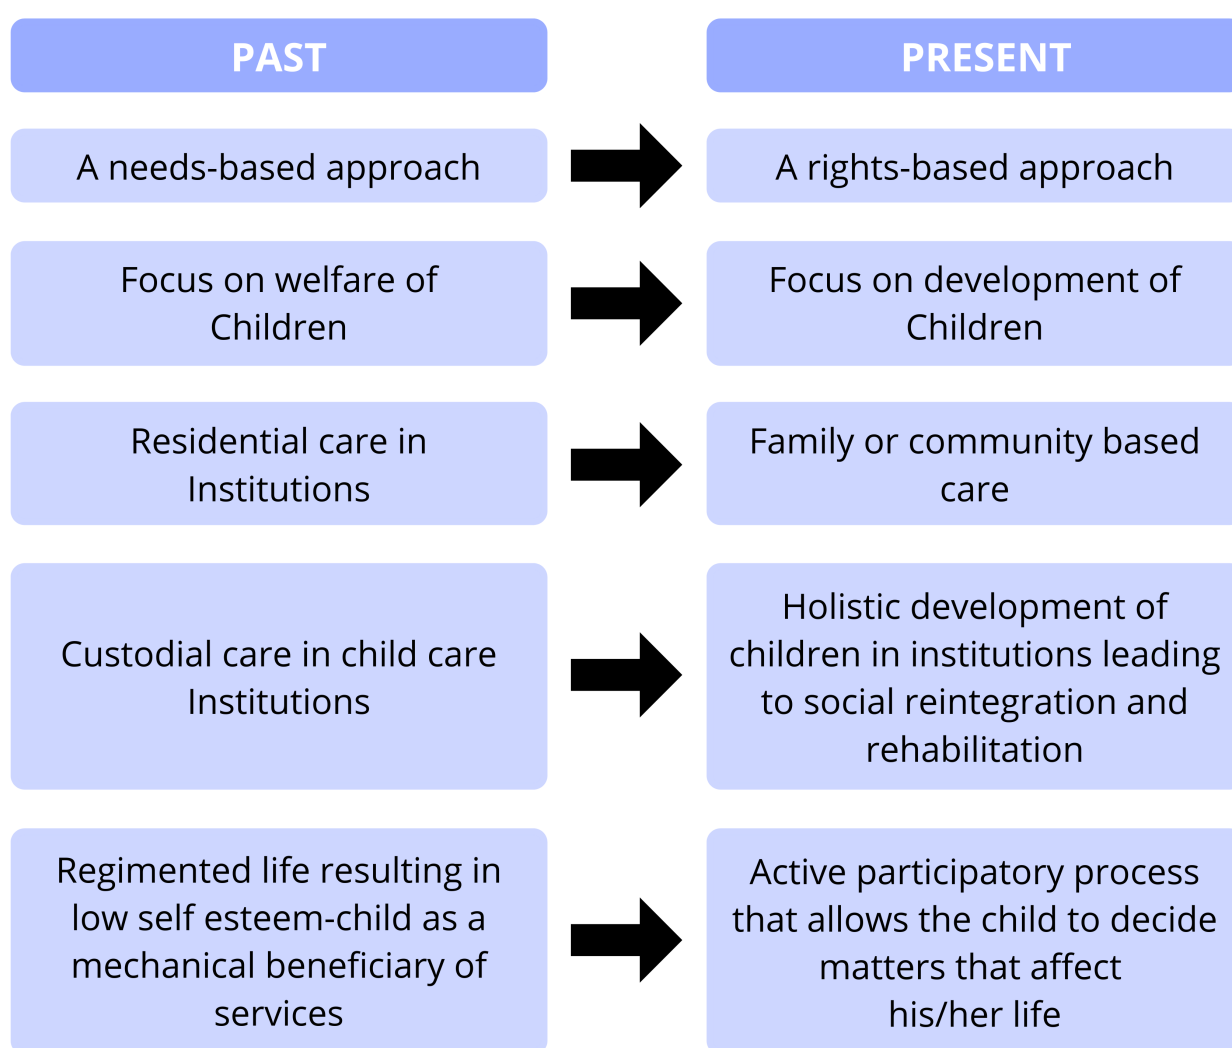 PAST
PRESENT
A needs-based approach
A rights-based approach
Focus on welfare of
Children
Focus on development of
Children
Residential care in
Institutions
Family or community based
care
Custodial care in child care
Institutions
Holistic development of
children in institutions leading
to social reintegration and
rehabilitation
Regimented life resulting in
low self esteem-child as a
mechanical beneficiary of
services
Active participatory process
that allows the child to decide
matters that affect
his/her life